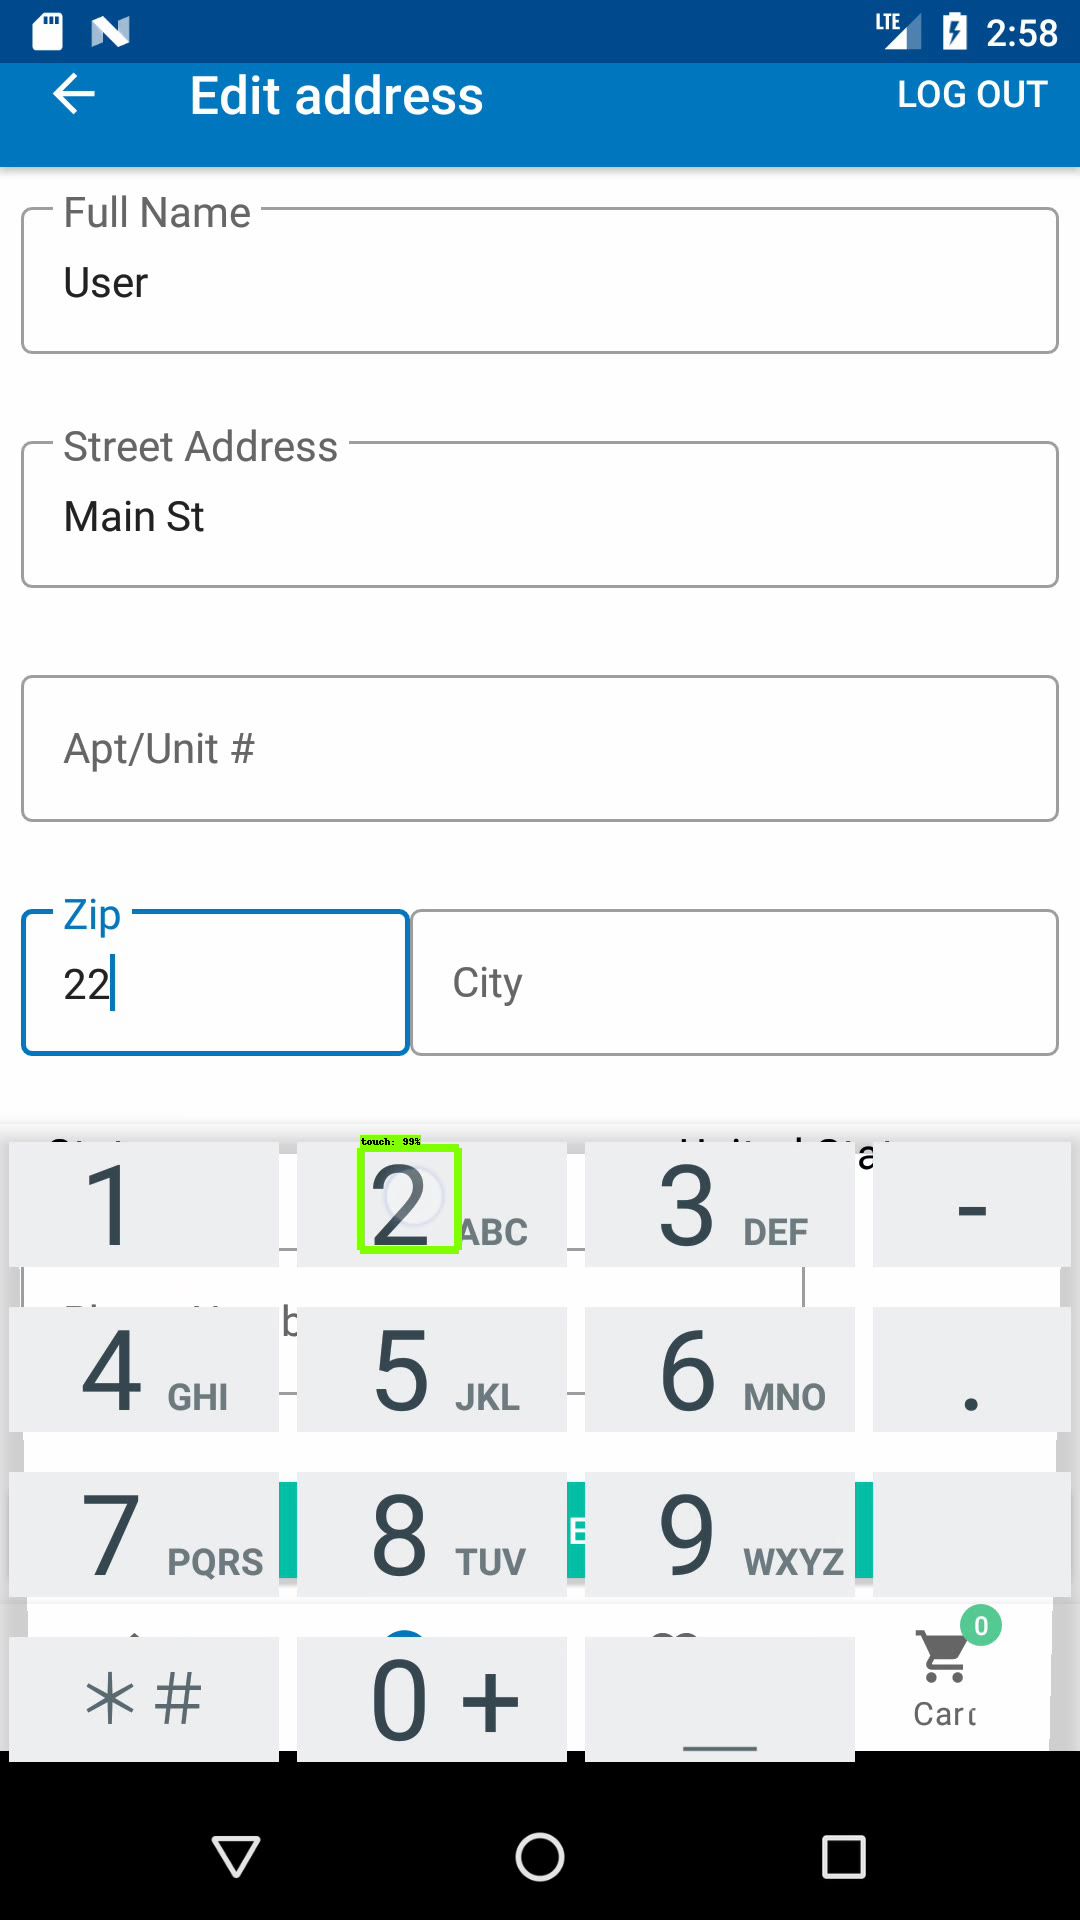 LTE 2:58
Edit address LOG OUT
Full Name
User
Street Address
Main St
Apt/Unit #
Zip
22
City
touch: 99%
1 2 ABC 3 DEF -
4 GHI 5 JKL 6 MNO .
7 PQRS 8 TUV 9 WXYZ
0
* # 0 +